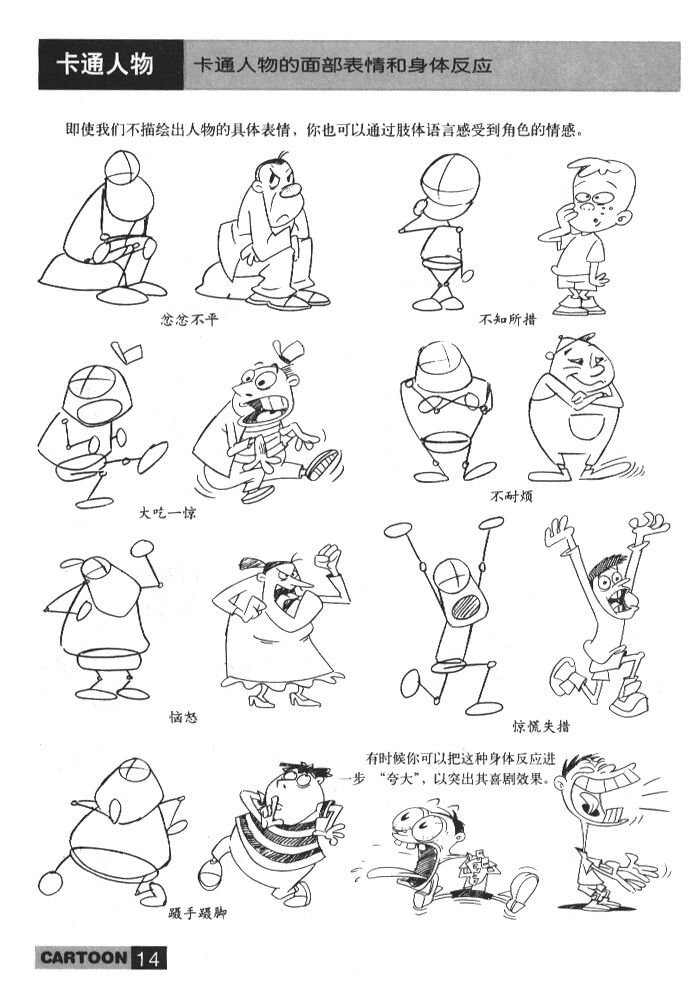 卡通人物
卡通人物的面部表情和身体反应
即使我们不描绘出人物的具体表情，你也可以通过肢体语言感受到角色的情感。
忿忿不平
不知所措
大吃一惊
不耐烦
恼怒
惊慌失措
有时候你可以把这种身体反应进
一步 “夸大”，以突出其喜剧效果。
蹑手蹑脚
CARTOON 14